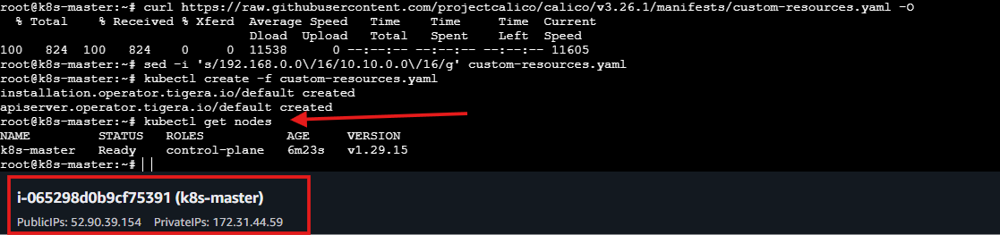 root@k8s-master:~# curl https://raw.githubusercontent.com/projectcalico/calico/v3.26.1/manifests/custom-resources.yaml -O
% Total % Received % Xferd Average Speed Time Time Time Current
Dload Upload Total Spent Left Speed
100 824 100 824 0 0 11538 0 --:--:-- --:--:-- --:--:-- 11605
root@k8s-master:~# sed -i 's/192.168.0.0\/16/10.10.0.0\/16/g' custom-resources.yaml
root@k8s-master:~# kubectl create -f custom-resources.yaml
installation.operator.tigera.io/default created
apiserver.operator.tigera.io/default created
root@k8s-master:~# kubectl get nodes
NAME STATUS ROLES AGE VERSION
k8s-master Ready control-plane 6m23s v1.29.15
root@k8s-master:~#
i-065298d0b9cf75391 (k8s-master)
PublicIPs: 52.90.39.154 PrivateIPs: 172.31.44.59